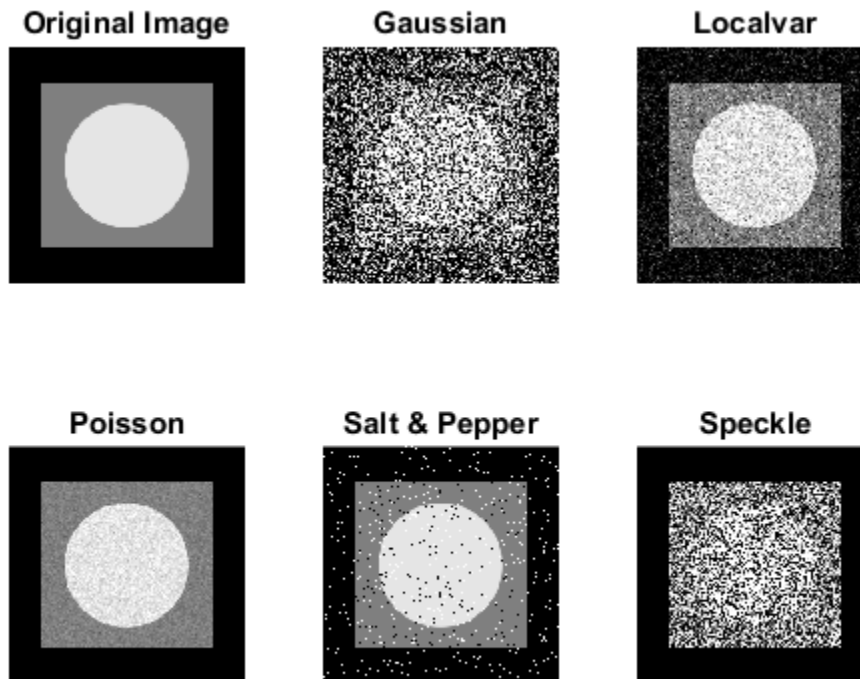 Original Image
Gaussian
Localvar
Poisson
Salt & Pepper
Speckle